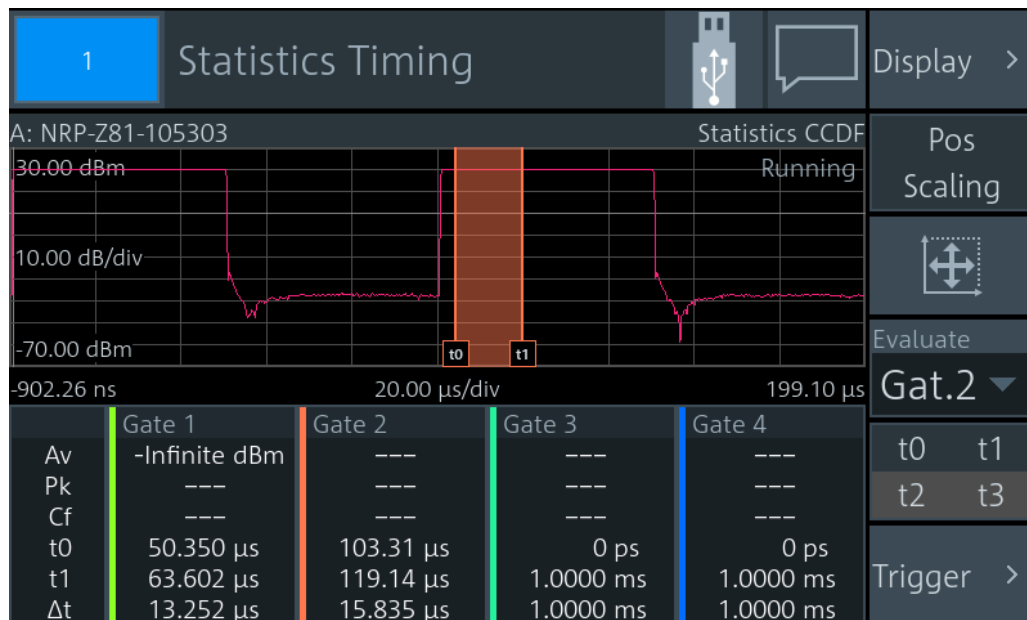 1
Statistics Timing
Display >
A: NRP-Z81-105303
Statistics CCDF
30.00 dBm
Running
10.00 dB/div
-70.00 dBm
t0
t1
-902.26 ns
20.00 µs/div
199.10 µs
Pos
Scaling
Evaluate
Gat.2
t0 t1
t2 t3
Trigger >
Gate 1 Gate 2 Gate 3 Gate 4
Av -Infinite dBm --- --- ---
Pk --- --- --- ---
Cf --- --- --- ---
t0 50.350 µs 103.31 µs 0 ps 0 ps
t1 63.602 µs 119.14 µs 1.0000 ms 1.0000 ms
Δt 13.252 µs 15.835 µs 1.0000 ms 1.0000 ms